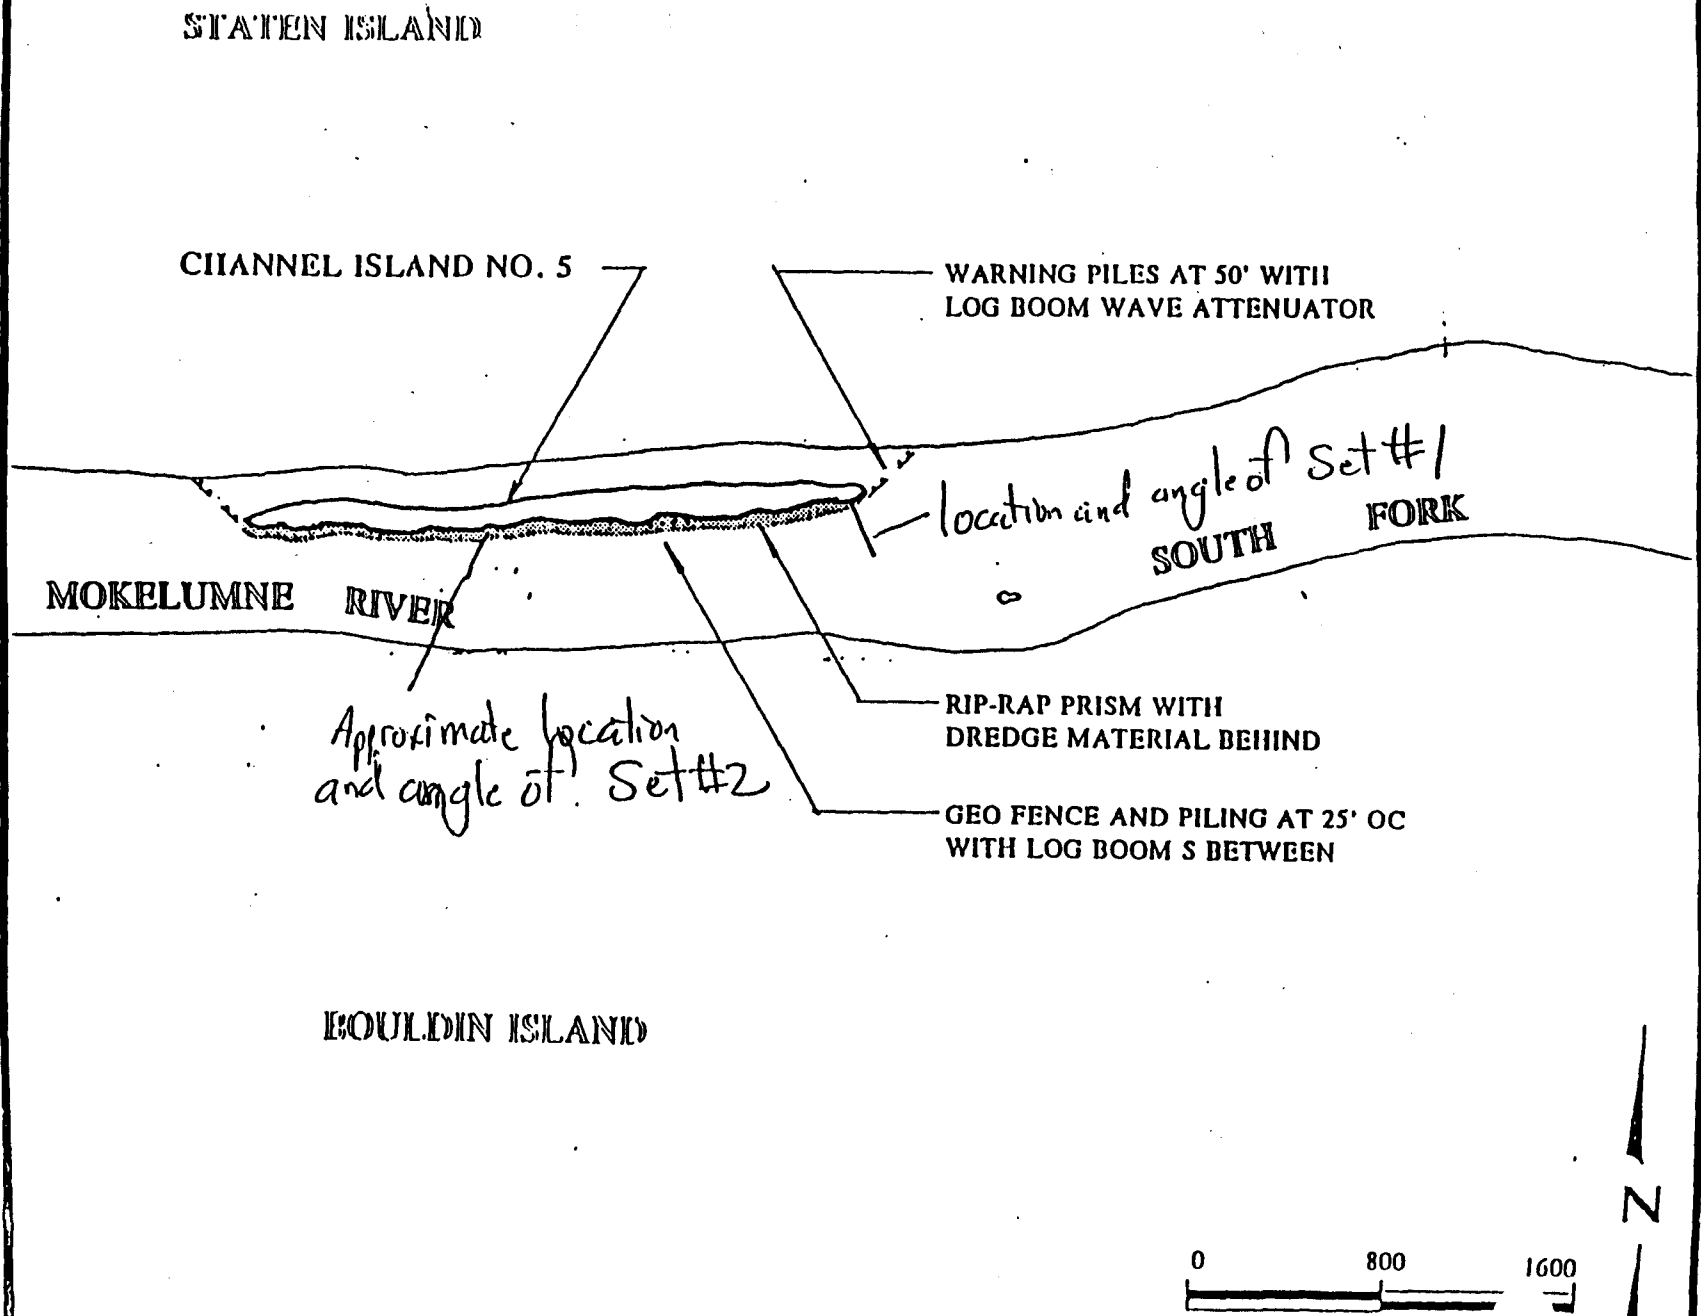 STATEN ISLAND
CHANNEL ISLAND NO. 5
WARNING PILES AT 50' WITH
LOG BOOM WAVE ATTENUATOR
location and angle of Set #1
SOUTH FORK
MOKELUMNE RIVER
Approximate location
and angle of Set #2
RIP-RAP PRISM WITH
DREDGE MATERIAL BEHIND
GEO FENCE AND PILING AT 25' OC
WITH LOG BOOM S BETWEEN
BOULDIN ISLAND
N
0 800 1600